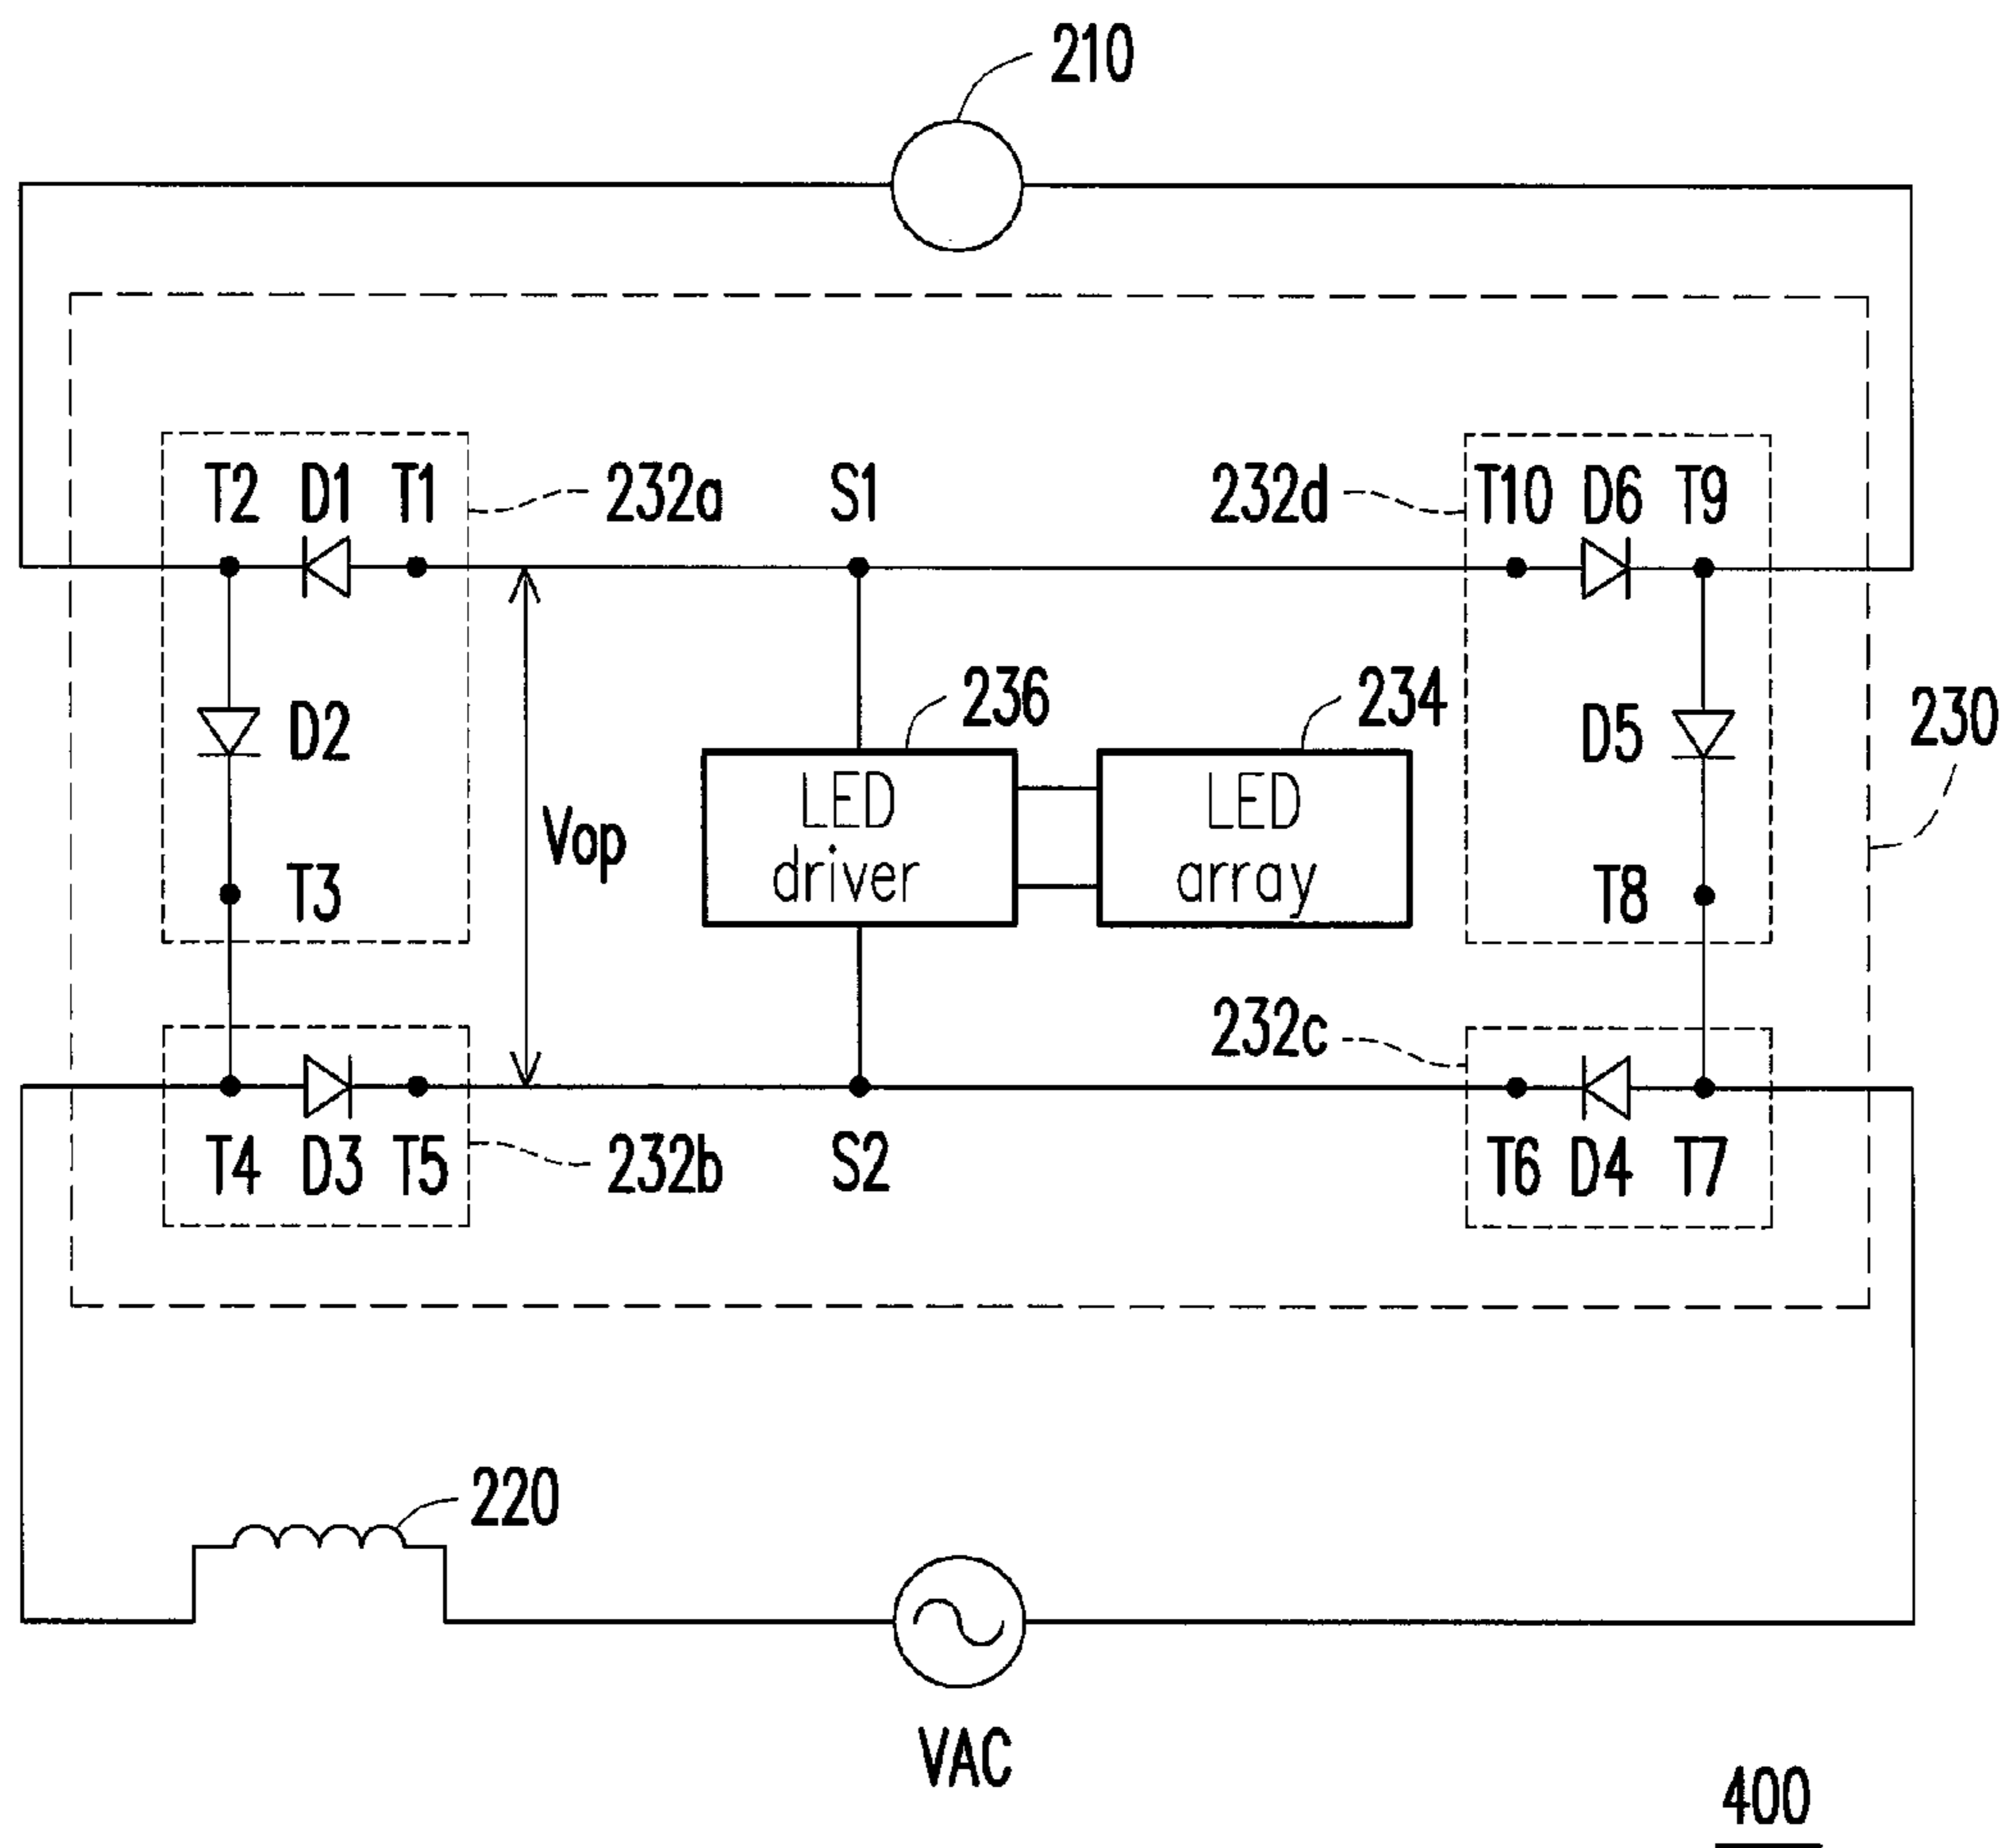 210
T2 D1 T1 232a S1 232d T10 D6 T9
236 234 230
D2 D5
LED driver
LED array
Vop
T3 T8
232c
T4 D3 T5 232b S2 T6 D4 T7
220
VAC
400